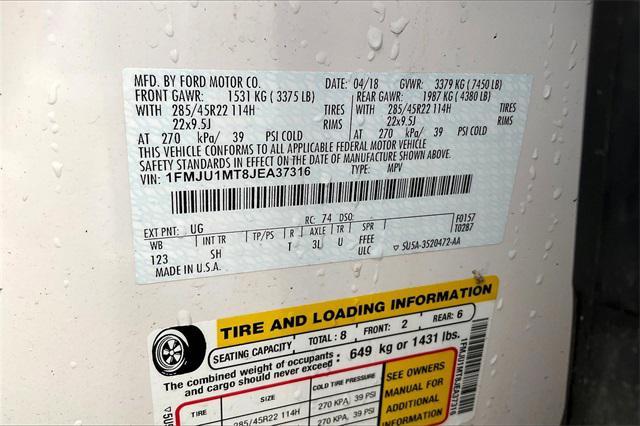 MFD. BY FORD MOTOR CO. DATE: 04/18 GVWR: 3379 KG (7450 LB)
FRONT GAWR: 1531 KG (3375 LB) REAR GAWR: 1987 KG (4380 LB)
WITH 285/45R22 114H TIRES WITH 285/45R22 114H TIRES
22x9.5J RIMS 22x9.5J RIMS
AT 270 kPa/ 39 PSI COLD AT 270 kPa/ 39 PSI COLD
THIS VEHICLE CONFORMS TO ALL APPLICABLE FEDERAL MOTOR VEHICLE
SAFETY STANDARDS IN EFFECT ON THE DATE OF MANUFACTURE SHOWN ABOVE.
VIN: 1FMJU1MT8JEA37316 TYPE: MPV
EXT PNT: UG RC: 74 DSO: F0157
WB INT TR TP/PS R AXLE TR SPR T0287
123 SH T 3L U FFEE
ULC
MADE IN U.S.A. ▽ 5U5A-3520472-AA
TIRE AND LOADING INFORMATION
SEATING CAPACITY TOTAL: 8 FRONT: 2 REAR: 6
The combined weight of occupants and cargo should never exceed: 649 kg or 1431 lbs.
TIRE SIZE COLD TIRE PRESSURE
285/45R22 114H 270 KPA, 39 PSI
285/45R22 114H 270 KPA, 39 PSI
SEE OWNERS
MANUAL FOR
ADDITIONAL
INFORMATION
1FMJU1MT8JEA37316